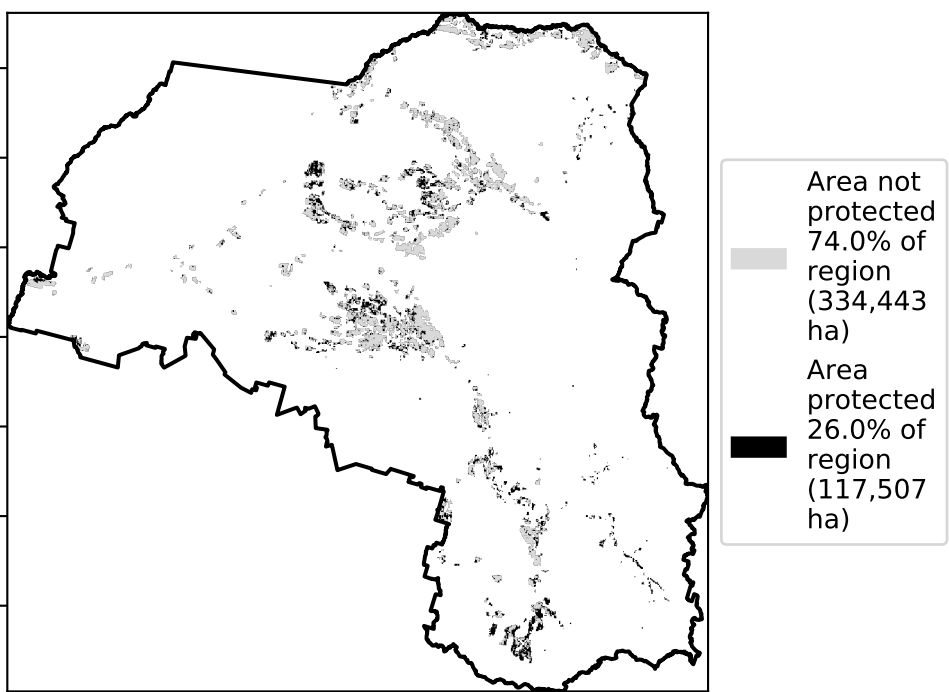 Area not
protected
74.0% of
region
(334,443
ha)
Area
protected
26.0% of
region
(117,507
ha)